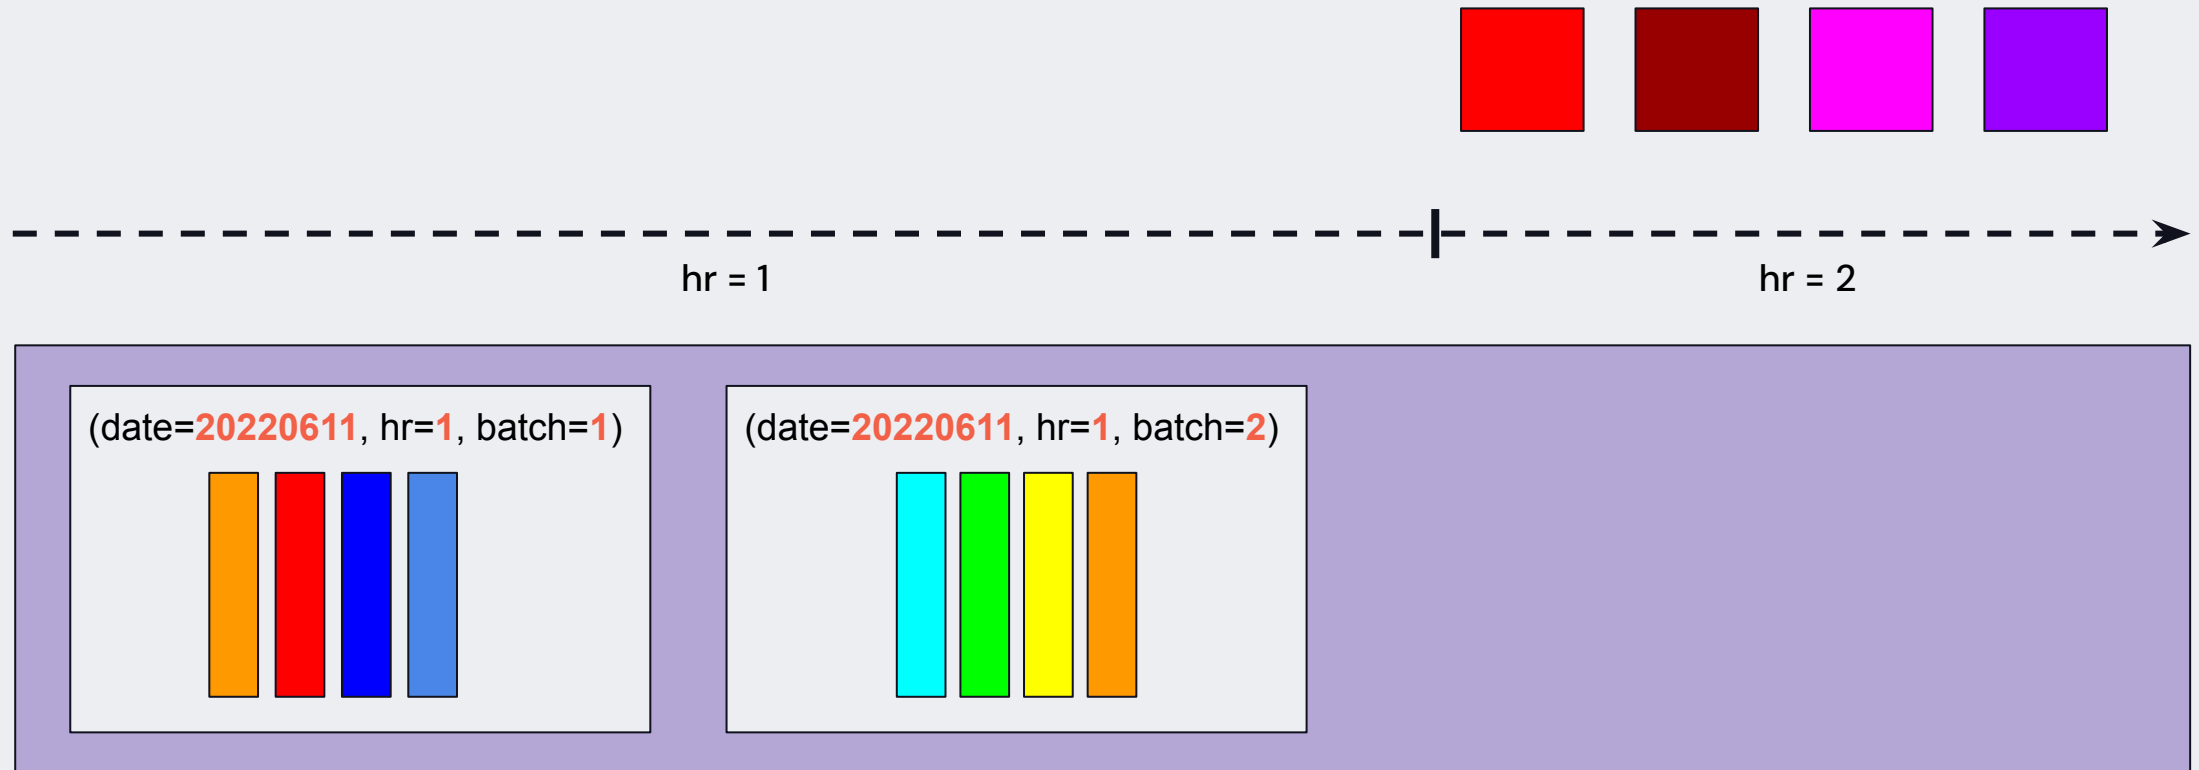 hr = 1
hr = 2
(date=20220611, hr=1, batch=1)
(date=20220611, hr=1, batch=2)